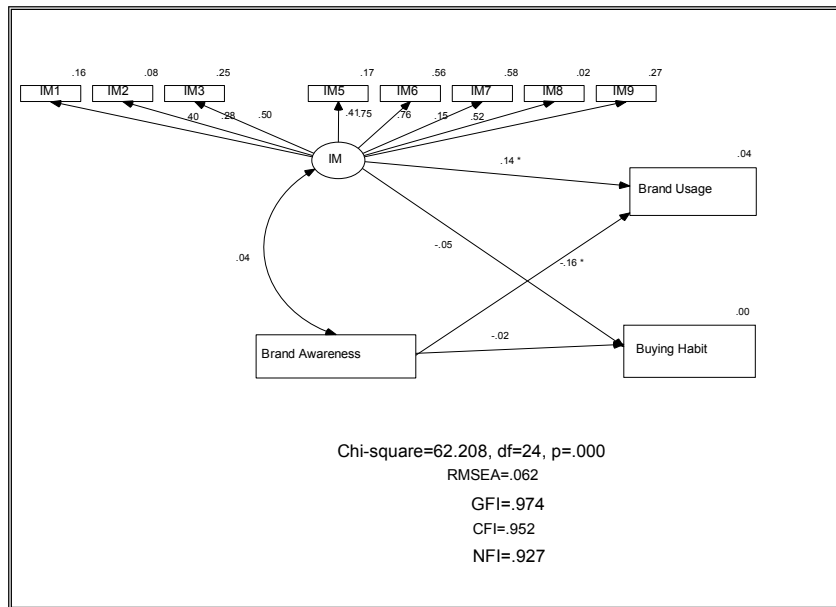 .16 .08 .25 .17 .56 .58 .02 .27
IM1 IM2 IM3 IM5 IM6 IM7 IM8 IM9
.40 .28 .50 .41 .75 .76 .15 .52
IM
.14 *
.04
Brand Usage
-.05
.04
-.16 *
.00
Brand Awareness
-.02
Buying Habit
Chi-square=62.208, df=24, p=.000
RMSEA=.062
GFI=.974
CFI=.952
NFI=.927